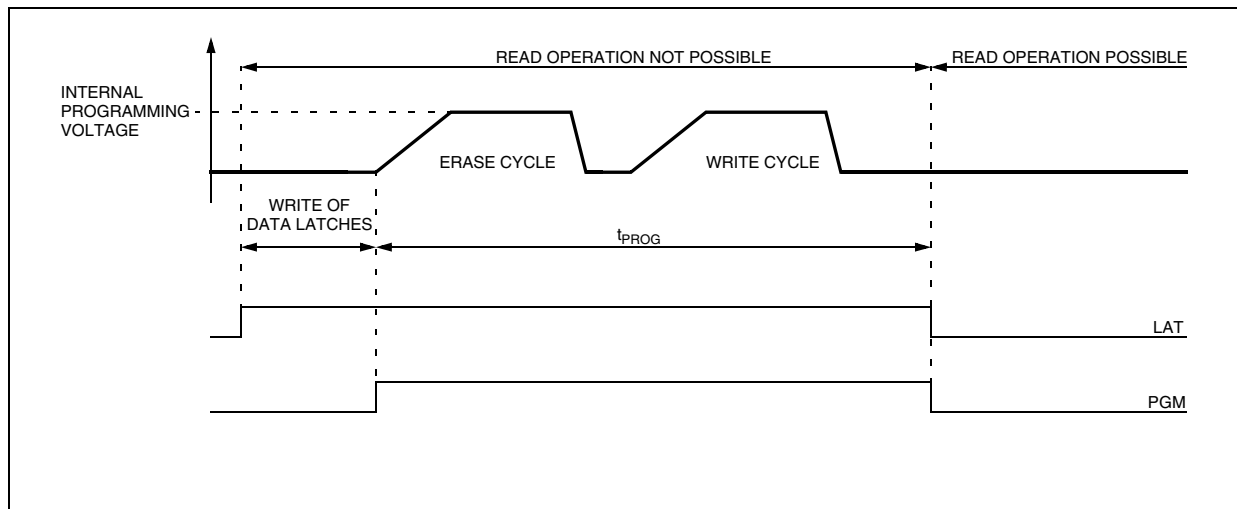 READ OPERATION NOT POSSIBLE
READ OPERATION POSSIBLE
INTERNAL
PROGRAMMING
VOLTAGE
ERASE CYCLE
WRITE CYCLE
WRITE OF
DATA LATCHES
tPROG
LAT
PGM